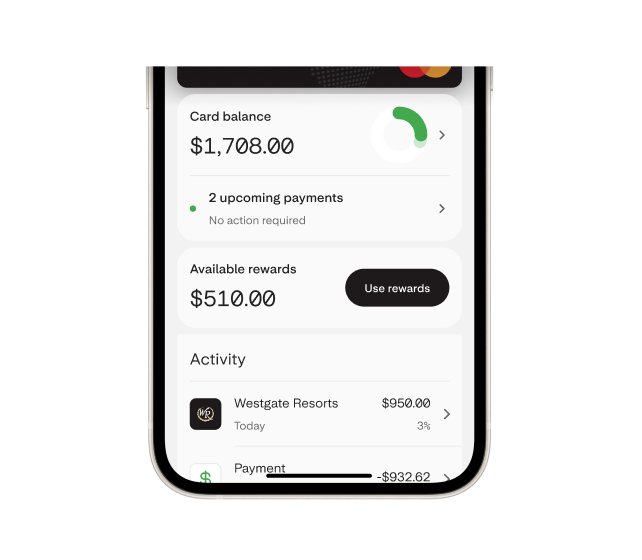 Card balance
$1,708.00
2 upcoming payments
No action required
Available rewards
$510.00
Use rewards
Activity
Westgate Resorts
$950.00
Today
3%
Payment
-$932.62